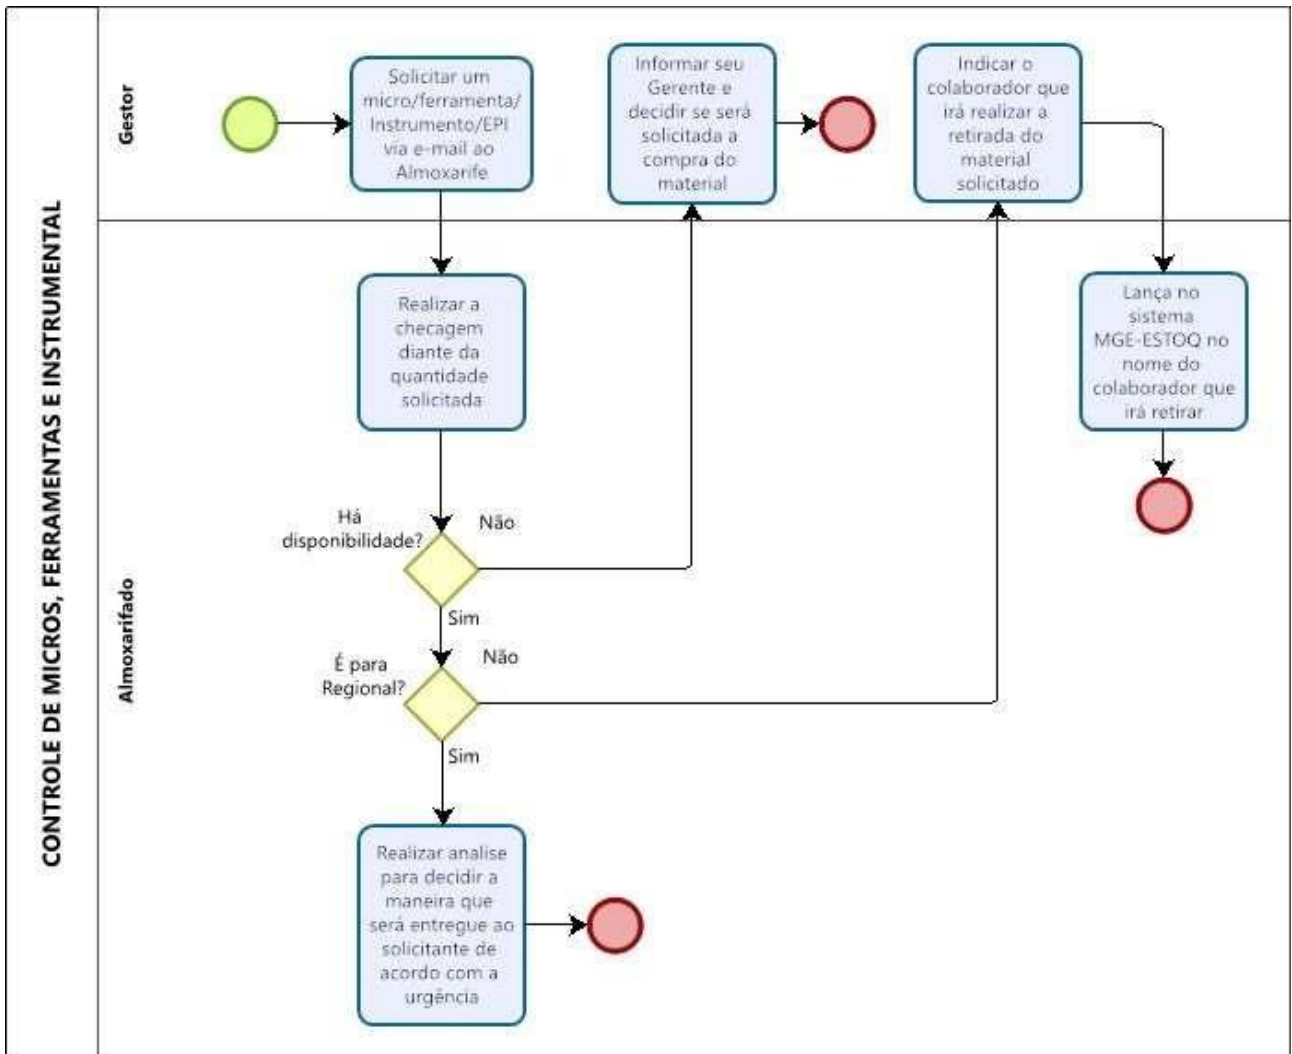 CONTROLE DE MICROS, FERRAMENTAS E INSTRUMENTAL
Gestor
Solicitar um
micro/ferramenta/
Instrumento/EPI
via e-mail ao
Almoxarife
Informar seu
Gerente e
decidir se será
solicitada a
compra do
material
Indicar o
colaborador que
irá realizar a
retirada do
material
solicitado
Almoxarifado
Realizar a
checagem
diante da
quantidade
solicitada
Lança no
sistema
MGE-ESTOQ no
nome do
colaborador que
irá retirar
Há
disponibilidade?
Não
Sim
É para
Regional?
Não
Sim
Realizar analise
para decidir a
maneira que
será entregue ao
solicitante de
acordo com a
urgência